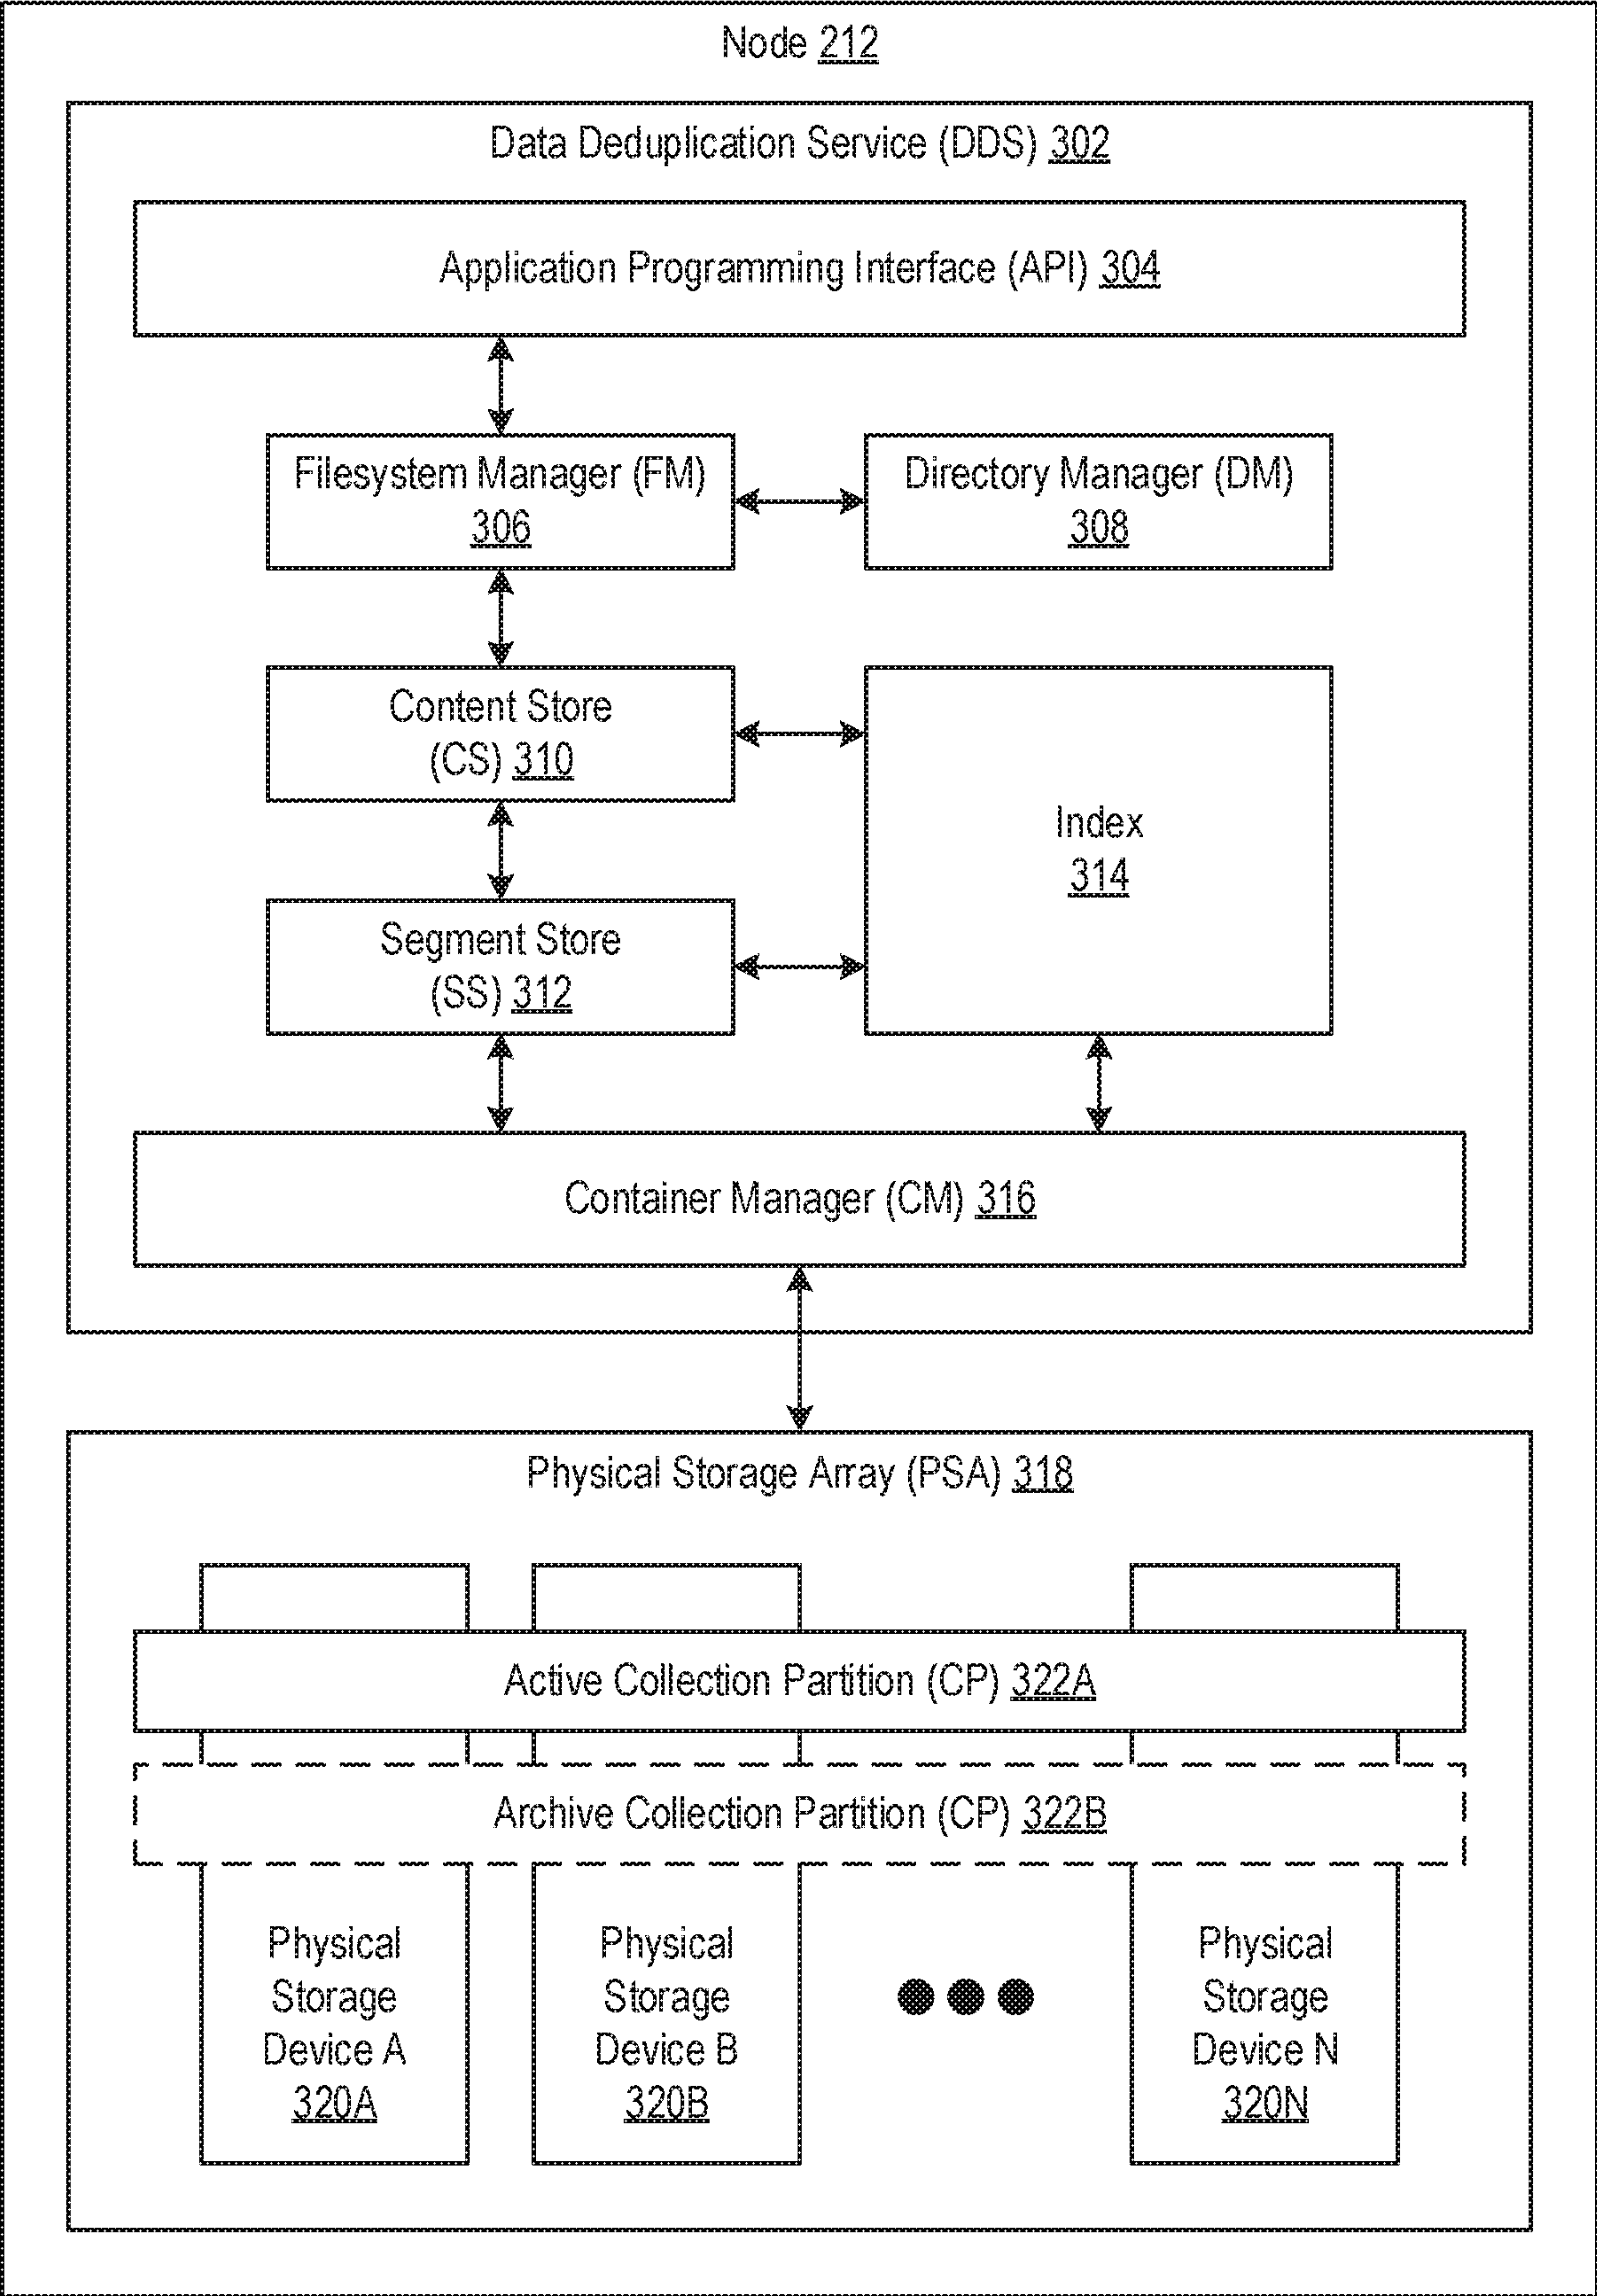 Node 212
Data Deduplication Service (DDS) 302
Application Programming Interface (API) 304
Filesystem Manager (FM)
306
Directory Manager (DM)
308
Content Store
(CS) 310
Index
314
Segment Store
(SS) 312
Container Manager (CM) 316
Physical Storage Array (PSA) 318
Active Collection Partition (CP) 322A
Archive Collection Partition (CP) 322B
Physical
Storage
Device A
320A
Physical
Storage
Device B
320B
Physical
Storage
Device N
320N